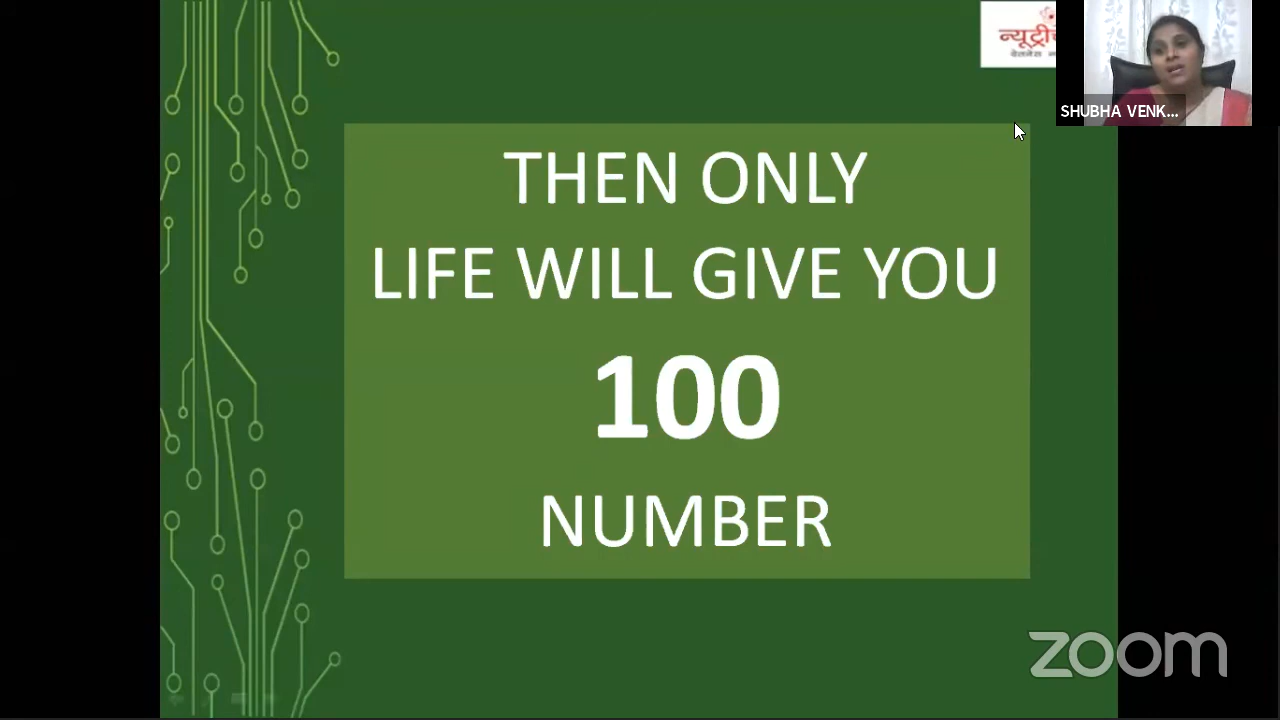 SHUBHA VENK...
THEN ONLY
LIFE WILL GIVE YOU
100
NUMBER
zoom